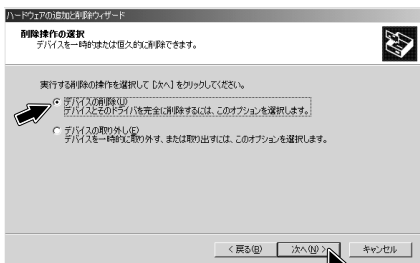 ハードウェアの追加と削除ウィザード
削除操作の選択
デバイスを一時的または恒久的に削除できます。
実行する削除の操作を選択して [次へ] をクリックしてください。
デバイスの削除(U)
デバイスとそのドライバを完全に削除するには、このオプションを選択します。
デバイスの取り外し(E)
デバイスを一時的に取り外す、または取り出すには、このオプションを選択します。
< 戻る(B)
次へ(N) >
キャンセル